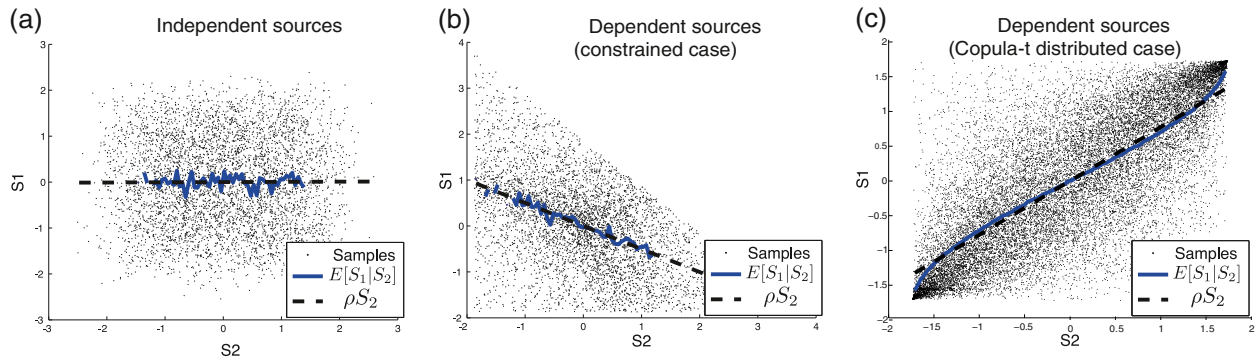 (a)
Independent sources
3
2
1
0
-1
-2
-3
S1
-3 -2 -1 0 1 2 3
S2
Samples
E[S₁|S₂]
ρS₂
(b)
Dependent sources
(constrained case)
4
3
2
1
0
-1
-2
S1
-2 -1 0 1 2 3 4
S2
Samples
E[S₁|S₂]
ρS₂
(c)
Dependent sources
(Copula-t distributed case)
2
1.5
1
0.5
0
-0.5
-1
-1.5
-2
S1
-2 -1.5 -1 -0.5 0 0.5 1 1.5 2
S2
Samples
E[S₁|S₂]
ρS₂